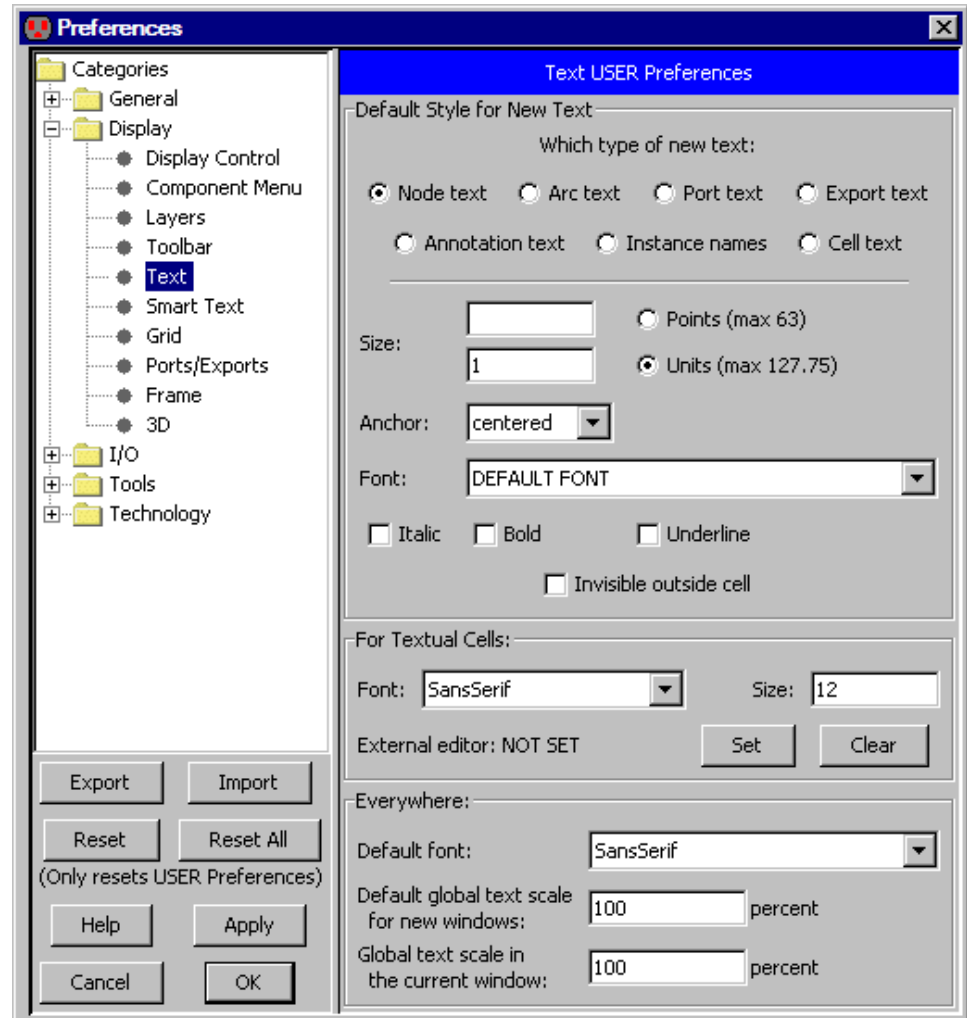 Preferences
Categories
General
Display
Display Control
Component Menu
Layers
Toolbar
Text
Smart Text
Grid
Ports/Exports
Frame
3D
I/O
Tools
Technology
Export Import
Reset Reset All
(Only resets USER Preferences)
Help Apply
Cancel OK
Text USER Preferences
Default Style for New Text
Which type of new text:
Node text Arc text Port text Export text
Annotation text Instance names Cell text
Size:
Points (max 63)
1 Units (max 127.75)
Anchor: centered
Font: DEFAULT FONT
Italic Bold Underline
Invisible outside cell
For Textual Cells:
Font: SansSerif Size: 12
External editor: NOT SET Set Clear
Everywhere:
Default font: SansSerif
Default global text scale
for new windows: 100 percent
Global text scale in
the current window: 100 percent